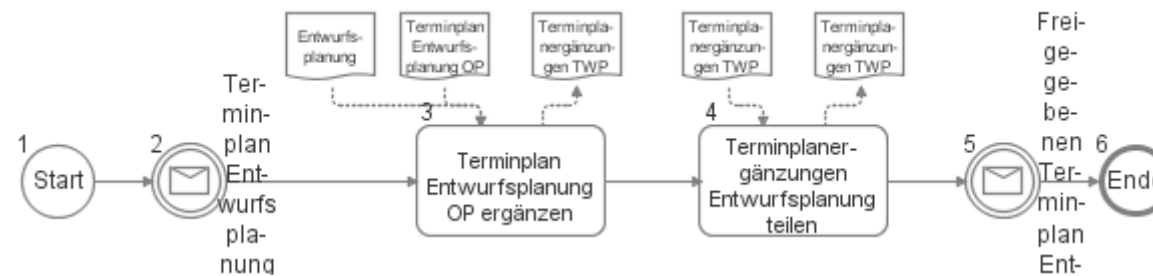 1
Start
2
Ter-
min-
plan
Ent-
wurfs
pla-
nung
Entwurfs-
planung
Terminplan
Entwurfs-
planung OP
Terminpla-
nergänzun-
gen TWP
3
Terminplan
Entwurfsplanung
OP ergänzen
Terminpla-
nergänzun-
gen TWP
Terminpla-
nergänzun-
gen TWP
4
Terminplaner-
gänzungen
Entwurfsplanung
teilen
5
Frei-
ge-
ge-
be-
nen
Ter-
min-
plan
Ent-
6
Ende